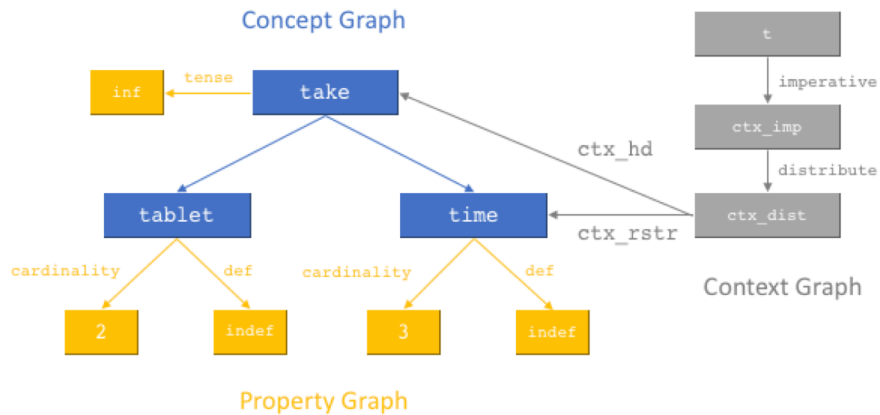 Concept Graph
t
tense
inf
take
imperative
ctx_imp
ctx_hd
distribute
tablet
time
ctx_dist
ctx_rstr
cardinality
def
cardinality
def
Context Graph
2
indef
3
indef
Property Graph